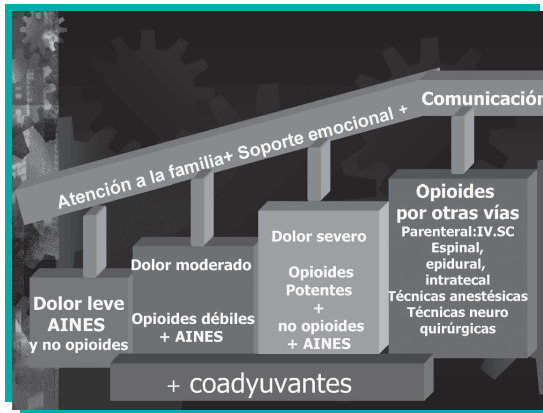 Atención a la familia+ Soporte emocional +
Comunicación
Dolor leve
AINES
y no opioides
Dolor moderado
Opioides débiles
+ AINES
Dolor severo
Opioides
Potentes
+
no opioides
+ AINES
Opioides
por otras vías
Parenteral:IV.SC
Espinal,
epidural,
intratecal
Técnicas anestésicas
Técnicas neuro
quirúrgicas
+ coadyuvantes